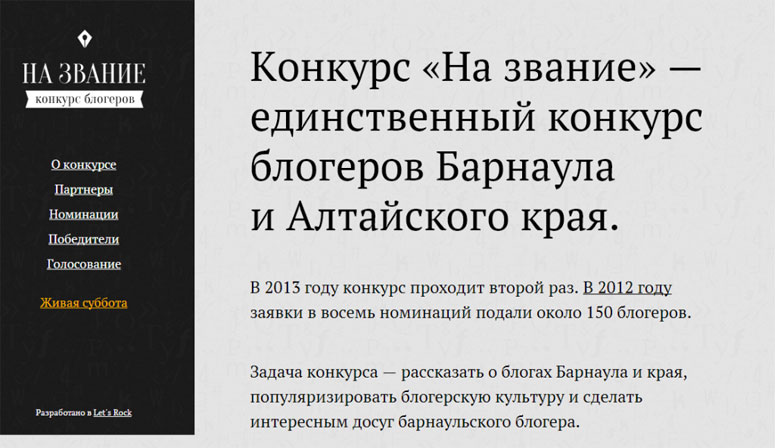 НА ЗВАНИЕ
конкурс блогеров
О конкурсе
Партнеры
Номинации
Победители
Голосование
Живая суббота
Разработано в Let's Rock
Конкурс «На звание» —
единственный конкурс
блогеров Барнаула
и Алтайского края.
В 2013 году конкурс проходит второй раз. В 2012 году
заявки в восемь номинаций подали около 150 блогеров.
Задача конкурса — рассказать о блогах Барнаула и края,
популяризировать блогерскую культуру и сделать
интересным досуг барнаульского блогера.